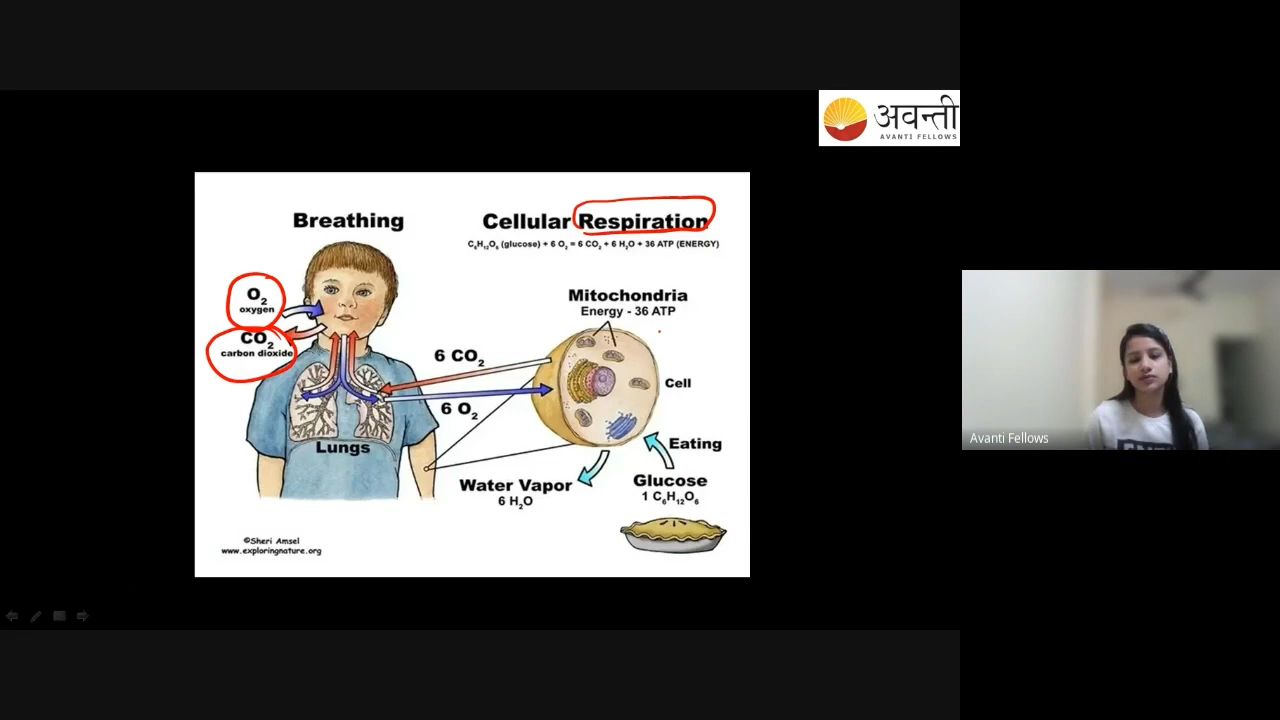 अवन्ती
AVANTI FELLOWS
Breathing
Cellular Respiration
C₆H₁₂O₆ (glucose) + 6 O₂ = 6 CO₂ + 6 H₂O + 36 ATP (ENERGY)
O₂
oxygen
CO₂
carbon dioxide
Mitochondria
Energy - 36 ATP
6 CO₂
Cell
6 O₂
Lungs
Eating
Water Vapor
6 H₂O
Glucose
1 C₆H₁₂O₆
©Sheri Amsel
www.exploringnature.org
Avanti Fellows